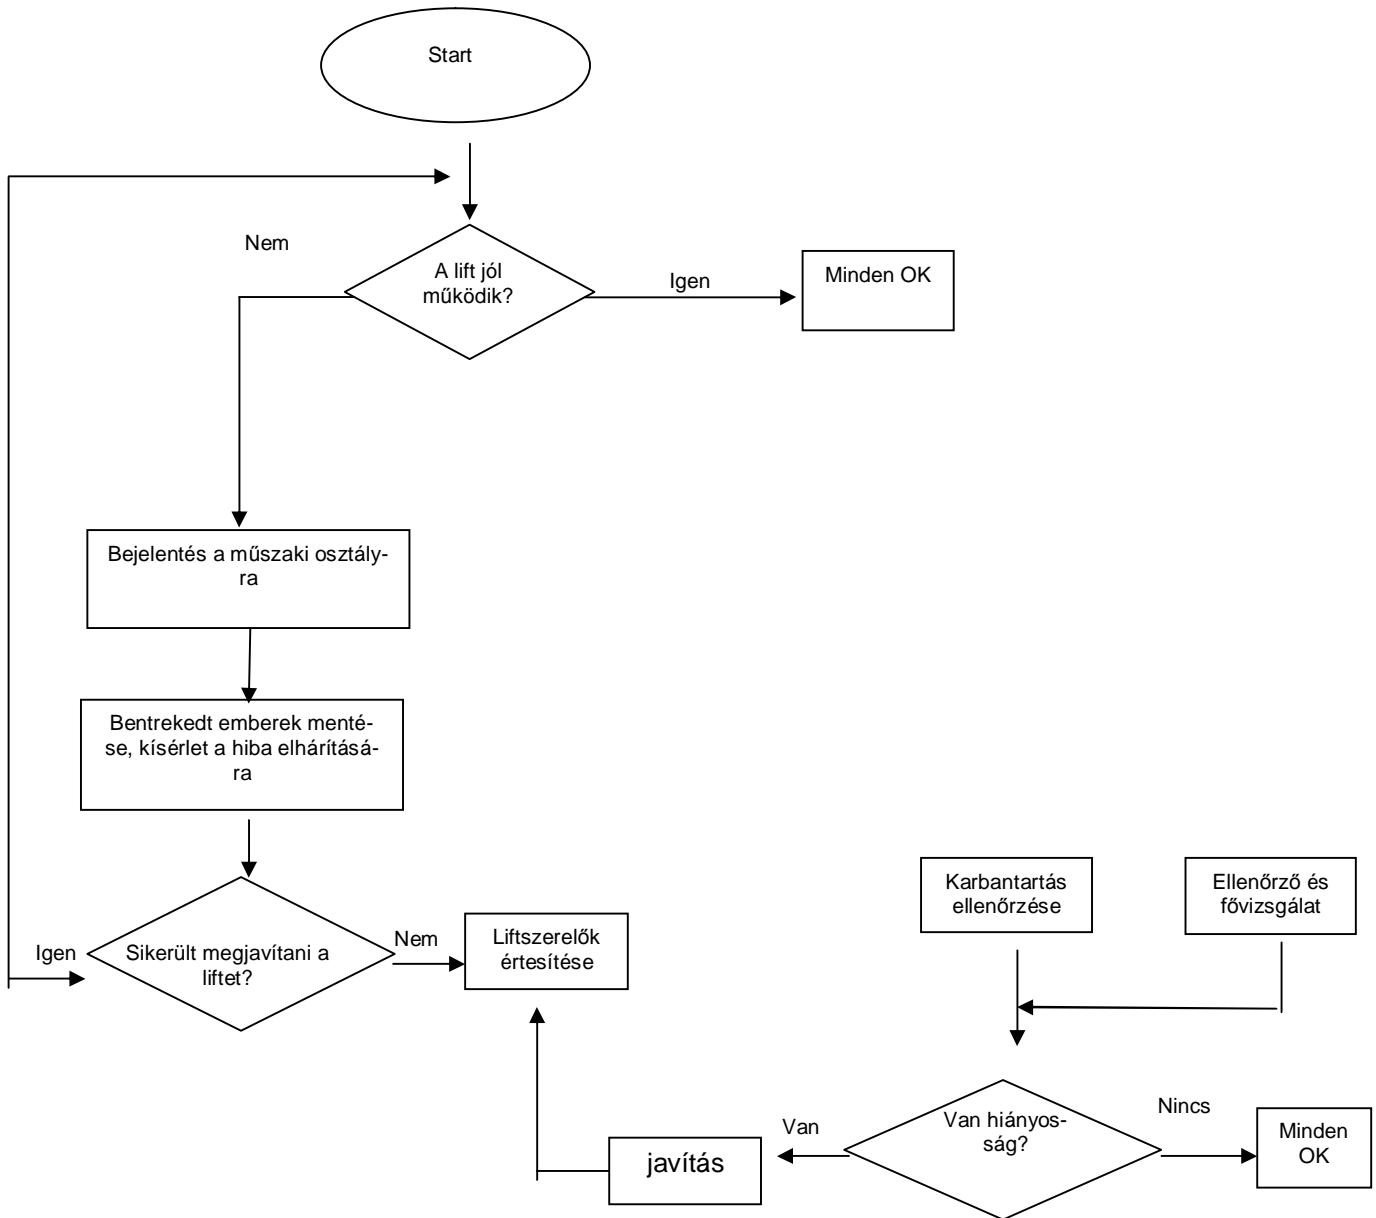 Start
Nem
A lift jól
működik?
Igen
Minden OK
Bejelentés a műszaki osztály-
ra
Bentrekedt emberek menté-
se, kísérlet a hiba elhárításá-
ra
Igen
Sikerült megjavítani a
liftet?
Nem
Liftszerelők
értesítése
Karbantartás
ellenőrzése
Ellenőrző és
fővizsgálat
javítás
Van
Van hiányos-
ság?
Nincs
Minden
OK